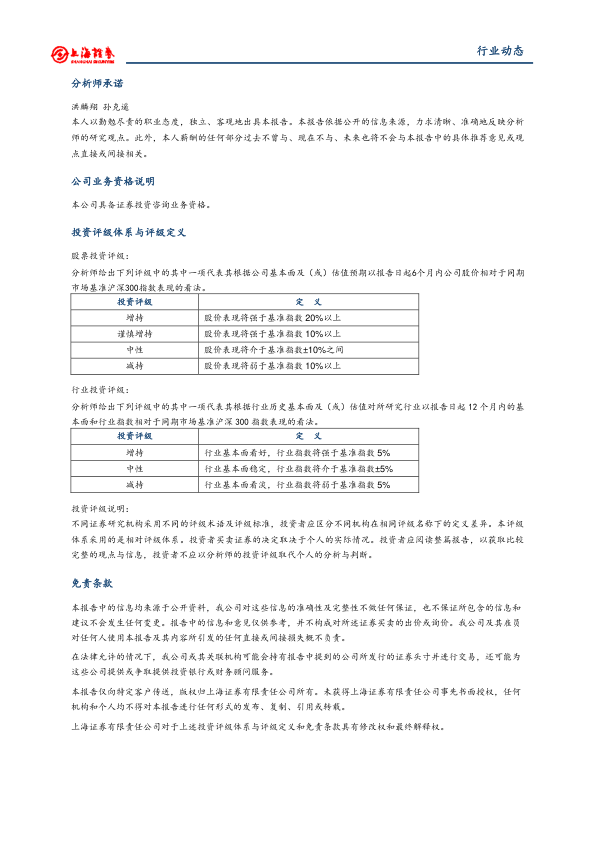 上海證券
SHANGHAI SECURITIES
行业动态
分析师承诺
洪麟翔 孙克遥
本人以勤勉尽责的职业态度，独立、客观地出具本报告。本报告依据公开的信息来源，力求清晰、准确地反映分析
师的研究观点。此外，本人薪酬的任何部分过去不曾与、现在不与、未来也将不会与本报告中的具体推荐意见或观
点直接或间接相关。
公司业务资格说明
本公司具备证券投资咨询业务资格。
投资评级体系与评级定义
股票投资评级：
分析师给出下列评级中的其中一项代表其根据公司基本面及（或）估值预期以报告日起6个月内公司股价相对于同期
市场基准沪深300指数表现的看法。
投资评级 定 义
增持 股价表现将强于基准指数 20%以上
谨慎增持 股价表现将强于基准指数 10%以上
中性 股价表现将介于基准指数±10%之间
减持 股价表现将弱于基准指数 10%以上
行业投资评级：
分析师给出下列评级中的其中一项代表其根据行业历史基本面及（或）估值对所研究行业以报告日起 12 个月内的基
本面和行业指数相对于同期市场基准沪深 300 指数表现的看法。
投资评级 定 义
增持 行业基本面看好，行业指数将强于基准指数 5%
中性 行业基本面稳定，行业指数将介于基准指数±5%
减持 行业基本面看淡，行业指数将弱于基准指数 5%
投资评级说明：
不同证券研究机构采用不同的评级术语及评级标准，投资者应区分不同机构在相同评级名称下的定义差异。本评级
体系采用的是相对评级体系。投资者买卖证券的决定取决于个人的实际情况。投资者应阅读整篇报告，以获取比较
完整的观点与信息，投资者不应以分析师的投资评级取代个人的分析与判断。
免责条款
本报告中的信息均来源于公开资料，我公司对这些信息的准确性及完整性不做任何保证，也不保证所包含的信息和
建议不会发生任何变更。报告中的信息和意见仅供参考，并不构成对所述证券买卖的出价或询价。我公司及其雇员
对任何人使用本报告及其内容所引发的任何直接或间接损失概不负责。
在法律允许的情况下，我公司或其关联机构可能会持有报告中提到的公司所发行的证券头寸并进行交易，还可能为
这些公司提供或争取提供投资银行或财务顾问服务。
本报告仅向特定客户传送，版权归上海证券有限责任公司所有。未获得上海证券有限责任公司事先书面授权，任何
机构和个人均不得对本报告进行任何形式的发布、复制、引用或转载。
上海证券有限责任公司对于上述投资评级体系与评级定义和免责条款具有修改权和最终解释权。